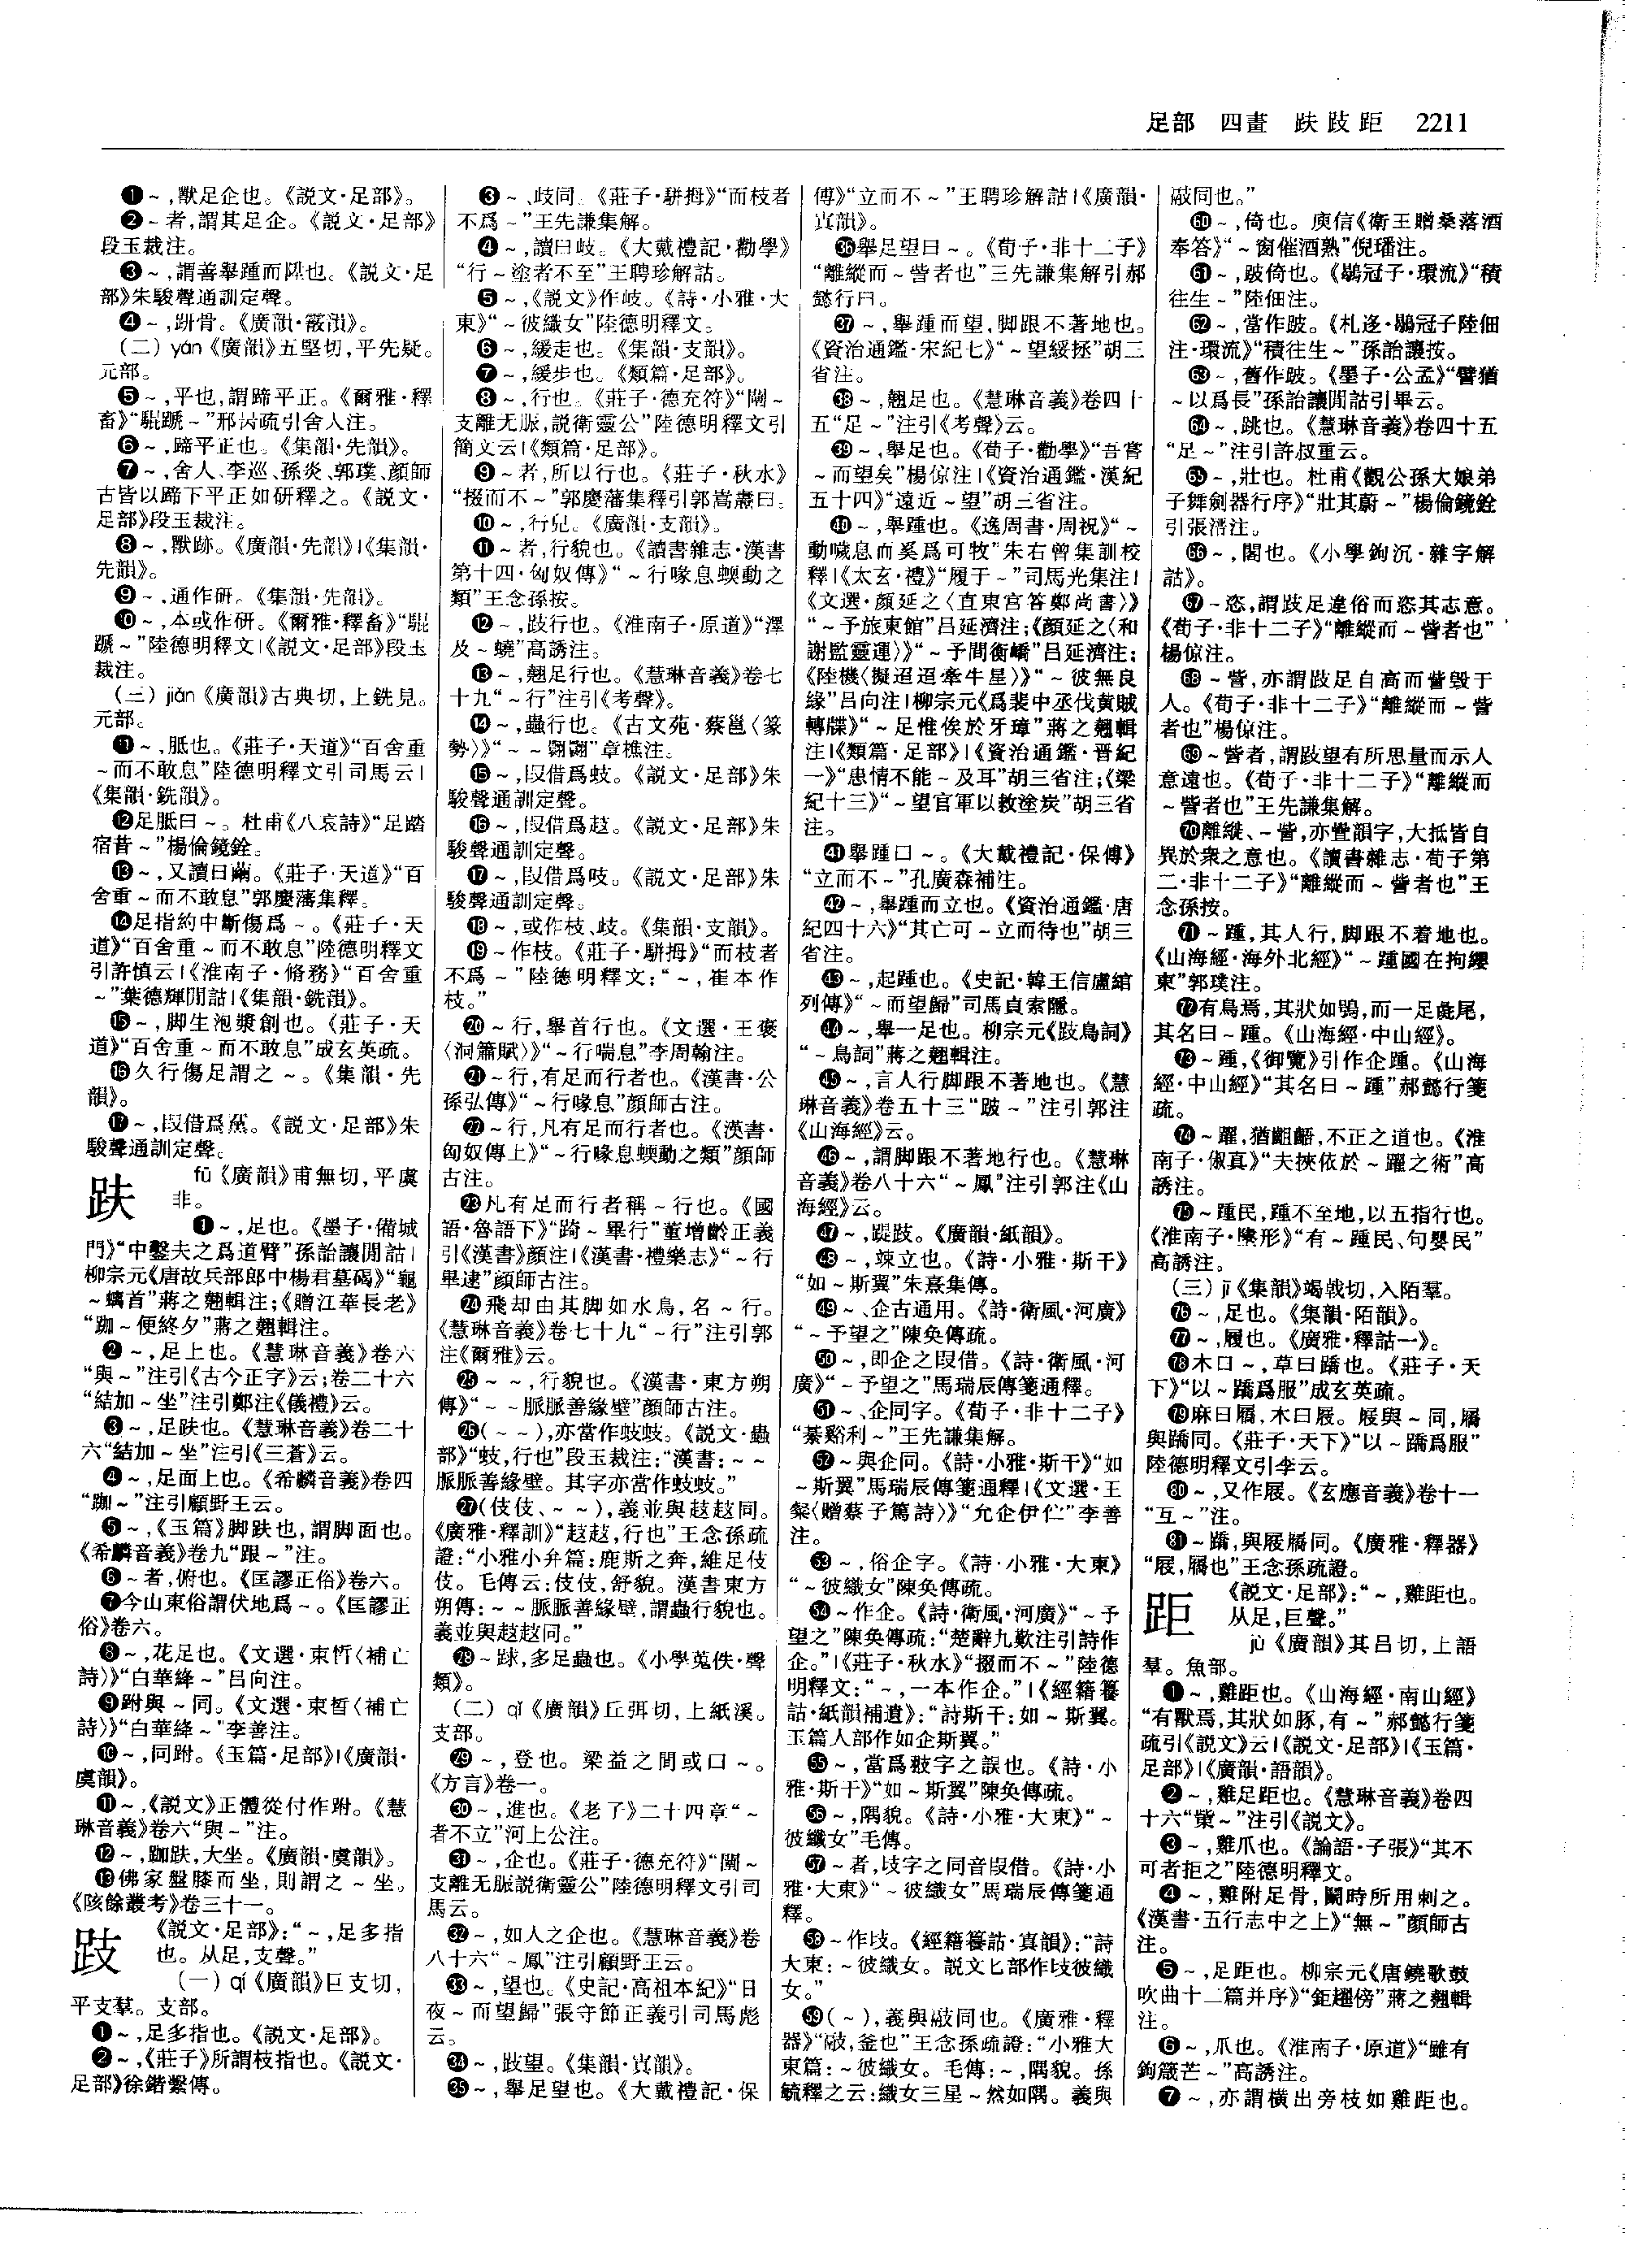 足部　四畫　趺跂距　2211
❶～,獸足企也。《説文·足部》。
❷～者,謂其足企。《説文·足部》
段玉裁注。
❸～,謂善舉踵而陞也。《説文·足
部》朱駿聲通訓定聲。
❹～,趼骨。《廣韻·霰韻》。
（二）yán《廣韻》五堅切,平先疑。
元部。
❺～,平也,謂蹄平正。《爾雅·釋
畜》“騉蹏～”邢昺疏引舍人注。
❻～,蹄平正也。《集韻·先韻》。
❼～,舍人、李巡、孫炎、郭璞、顔師
古皆以蹄下平正如研釋之。《説文·
足部》段玉裁注。
❽～,獸跡。《廣韻·先韻》|《集韻·
先韻》。
❾～,通作研。《集韻·先韻》。
❿～,本或作研。《爾雅·釋畜》“騉
蹏～”陸德明釋文|《説文·足部》段玉
裁注。
（三）jiǎn《廣韻》古典切,上銑見。
元部。
⓫～,胝也。《莊子·天道》“百舍重
～而不敢息”陸德明釋文引司馬云|
《集韻·銑韻》。
⓬足胝曰～。杜甫《八哀詩》“足踏
宿昔～”楊倫鏡銓。
⓭～,又讀曰繭。《莊子·天道》“百
舍重～而不敢息”郭慶藩集釋。
⓮足指約中斷傷爲～。《莊子·天
道》“百舍重～而不敢息”陸德明釋文
引許慎云|《淮南子·脩務》“百舍重
～”葉德輝閒詁|《集韻·銑韻》。
⓯～,脚生泡漿創也。《莊子·天
道》“百舍重～而不敢息”成玄英疏。
⓰久行傷足謂之～。《集韻·先
韻》。
⓱～,叚借爲𧝓。《説文·足部》朱
駿聲通訓定聲。
趺
fū《廣韻》甫無切,平虞
非。
❶～,足也。《墨子·備城
門》“中鑿夫之爲道臂”孫詒讓閒詁|
柳宗元《唐故兵部郎中楊君墓碣》“龜
～螭首”蔣之翹輯注;《贈江華長老》
“跏～便終夕”蔣之翹輯注。
❷～,足上也。《慧琳音義》卷六
“與～”注引《古今正字》云;卷二十六
“結加～坐”注引鄭注《儀禮》云。
❸～,足趺也。《慧琳音義》卷二十
六“結加～坐”注引《三蒼》云。
❹～,足面上也。《希麟音義》卷四
“跏～”注引顧野王云。
❺～,《玉篇》脚趺也,謂脚面也。
《希麟音義》卷九“跟～”注。
❻～者,俯也。《匡謬正俗》卷六。
❼今山東俗謂伏地爲～。《匡謬正
俗》卷六。
❽～,花足也。《文選·束晳〈補亡
詩〉》“白華絳～”吕向注。
❾跗與～同。《文選·束晳〈補亡
詩〉》“白華絳～”李善注。
❿～,同跗。《玉篇·足部》|《廣韻·
虞韻》。
⓫～,《説文》正體從付作跗。《慧
琳音義》卷六“與～”注。
⓬～,跏趺,大坐。《廣韻·虞韻》。
⓭佛家盤膝而坐,則謂之～坐。
《陔餘叢考》卷三十一。
跂
《説文·足部》:“～,足多指
也。从足,支聲。”
（一）qí《廣韻》巨支切,
平支羣。支部。
❶～,足多指也。《説文·足部》。
❷～,《莊子》所謂枝指也。《説文·
足部》徐鍇繫傳。
❸～、歧同。《莊子·駢拇》“而枝者
不爲～”王先謙集解。
❹～,讀曰岐。《大戴禮記·勸學》
“行～塗者不至”王聘珍解詁。
❺～,《説文》作岐。《詩·小雅·大
東》“～彼織女”陸德明釋文。
❻～,緩走也。《集韻·支韻》。
❼～,緩步也。《類篇·足部》。
❽～,行也。《莊子·德充符》“闉～
支離无脤,説衛靈公”陸德明釋文引
簡文云|《類篇·足部》。
❾～者,所以行也。《莊子·秋水》
“掇而不～”郭慶藩集釋引郭嵩燾曰。
❿～,行皃。《廣韻·支韻》。
⓫～者,行貌也。《讀書雜志·漢書
第十四·匈奴傳》“～行喙息蝡動之
類”王念孫按。
⓬～,跂行也。《淮南子·原道》“澤
及～蟯”高誘注。
⓭～,翹足行也。《慧琳音義》卷七
十九“～行”注引《考聲》。
⓮～,蟲行也。《古文苑·蔡邕〈篆
勢〉》“～～翾翾”章樵注。
⓯～,叚借爲蚑。《説文·足部》朱
駿聲通訓定聲。
⓰～,叚借爲𧺆。《説文·足部》朱
駿聲通訓定聲。
⓱～,叚借爲吱。《説文·足部》朱
駿聲通訓定聲。
⓲～,或作枝、歧。《集韻·支韻》。
⓳～作枝。《莊子·駢拇》“而枝者
不爲～”陸德明釋文:“～,崔本作
枝。”
⓴～行,舉首行也。《文選·王褒
〈洞簫賦〉》“～行喘息”李周翰注。
㉑～行,有足而行者也。《漢書·公
孫弘傳》“～行喙息”顔師古注。
㉒～行,凡有足而行者也。《漢書·
匈奴傳上》“～行喙息蝡動之類”顔師
古注。
㉓凡有足而行者稱～行也。《國
語·魯語下》“踦～畢行”董增齡正義
引《漢書》顔注|《漢書·禮樂志》“～行
畢逮”顔師古注。
㉔飛却由其脚如水鳥,名～行。
《慧琳音義》卷七十九“～行”注引郭
注《爾雅》云。
㉕～～,行貌也。《漢書·東方朔
傳》“～～脈脈善緣壁”顔師古注。
㉖(～～),亦當作蚑蚑。《説文·蟲
部》“蚑,行也”段玉裁注:“漢書:～～
脈脈善緣壁。其字亦當作蚑蚑。”
㉗(伎伎、～～),義並與𧺆𧺆同。
《廣雅·釋訓》“𧺆𧺆,行也”王念孫疏
證:“小雅小弁篇:鹿斯之奔,維足伎
伎。毛傳云:伎伎,舒貌。漢書東方
朔傳:～～脈脈善緣壁,謂蟲行貌也。
義並與𧺆𧺆同。”
㉘～蛷,多足蟲也。《小學蒐佚·聲
類》。
（二）qǐ《廣韻》丘弭切,上紙溪。
支部。
㉙～,登也。梁益之間或曰～。
《方言》卷一。
㉚～,進也。《老子》二十四章“～
者不立”河上公注。
㉛～,企也。《莊子·德充符》“闉～
支離无脤説衛靈公”陸德明釋文引司
馬云。
㉜～,如人之企也。《慧琳音義》卷
八十六“～鳳”注引顧野王云。
㉝～,望也。《史記·高祖本紀》“日
夜～而望歸”張守節正義引司馬彪
云。
㉞～,跂望。《集韻·寘韻》。
㉟～,舉足望也。《大戴禮記·保
傅》“立而不～”王聘珍解詁|《廣韻·
寘韻》。
㊱舉足望曰～。《荀子·非十二子》
“離縱而～訾者也”王先謙集解引郝
懿行曰。
㊲～,舉踵而望,脚跟不著地也。
《資治通鑑·宋紀七》“～望綏拯”胡三
省注。
㊳～,翹足也。《慧琳音義》卷四十
五“足～”注引《考聲》云。
㊴～,舉足也。《荀子·勸學》“吾嘗
～而望矣”楊倞注|《資治通鑑·漢紀
五十四》“遠近～望”胡三省注。
㊵～,舉踵也。《逸周書·周祝》“～
動噦息而奚爲可牧”朱右曾集訓校
釋|《太玄·禮》“履于～”司馬光集注|
《文選·顔延之〈直東宫答鄭尚書〉》
“～予旅東館”吕延濟注;《顔延之〈和
謝監靈運〉》“～予間衡嶠”吕延濟注;
《陸機〈擬迢迢牽牛星〉》“～彼無良
緣”吕向注|柳宗元《爲裴中丞伐黄賊
轉牒》“～足惟俟於牙璋”蔣之翹輯
注|《類篇·足部》|《資治通鑑·晉紀
一》“患情不能～及耳”胡三省注;《梁
紀十三》“～望官軍以救塗炭”胡三省
注。
㊶舉踵曰～。《大戴禮記·保傅》
“立而不～”孔廣森補注。
㊷～,舉踵而立也。《資治通鑑·唐
紀四十六》“其亡可～立而待也”胡三
省注。
㊸～,起踵也。《史記·韓王信盧綰
列傳》“～而望歸”司馬貞索隱。
㊹～,舉一足也。柳宗元《跂烏詞》
“～烏詞”蔣之翹輯注。
㊺～,言人行脚跟不著地也。《慧
琳音義》卷五十三“跛～”注引郭注
《山海經》云。
㊻～,謂脚跟不著地行也。《慧琳
音義》卷八十六“～鳳”注引郭注《山
海經》云。
㊼～,踶跂。《廣韻·紙韻》。
㊽～,竦立也。《詩·小雅·斯干》
“如～斯翼”朱熹集傳。
㊾～、企古通用。《詩·衛風·河廣》
“～予望之”陳奂傳疏。
㊿～,即企之叚借。《詩·衛風·河
廣》“～予望之”馬瑞辰傳箋通釋。
51～、企同字。《荀子·非十二子》
“綦谿利～”王先謙集解。
52～與企同。《詩·小雅·斯干》“如
～斯翼”馬瑞辰傳箋通釋|《文選·王
粲〈贈蔡子篤詩〉》“允企伊佇”李善
注。
53～,俗企字。《詩·小雅·大東》
“～彼織女”陳奂傳疏。
54～作企。《詩·衛風·河廣》“～予
望之”陳奂傳疏:“楚辭九歎注引詩作
企。”|《莊子·秋水》“掇而不～”陸德
明釋文:“～,一本作企。”|《經籍籑
詁·紙韻補遺》:“詩斯干:如～斯翼。
玉篇人部作如企斯翼。”
55～,當爲攱字之誤也。《詩·小
雅·斯干》“如～斯翼”陳奂傳疏。
56～,隅貌。《詩·小雅·大東》“～
彼織女”毛傳。
57～者,𢻱字之同音叚借。《詩·小
雅·大東》“～彼織女”馬瑞辰傳箋通
釋。
58～作𢻱。《經籍籑詁·寘韻》:“詩
大東:～彼織女。説文匕部作𢻱彼織
女。”
59(～),義與𢻹同也。《廣雅·釋
器》“𢻹,釜也”王念孫疏證:“小雅大
東篇:～彼織女。毛傳:～,隅貌。孫
毓釋之云:織女三星～然如隅。義與
𢻹同也。”
60～,倚也。庾信《衛王贈桑落酒
奉答》“～窗催酒熟”倪璠注。
61～,跂倚也。《鶡冠子·環流》“積
往生～”陸佃注。
62～,當作跛。《札迻·鶡冠子陸佃
注·環流》“積往生～”孫詒讓按。
63～,舊作跛。《墨子·公孟》“譬猶
～以爲長”孫詒讓閒詁引畢云。
64～,跳也。《慧琳音義》卷四十五
“足～”注引許叔重云。
65～,壯也。杜甫《觀公孫大娘弟
子舞劍器行序》“壯其蔚～”楊倫鏡銓
引張溍注。
66～,閣也。《小學鉤沉·雜字解
詁》。
67～恣,謂跂足違俗而恣其志意。
《荀子·非十二子》“離縱而～訾者也”
楊倞注。
68～訾,亦謂跂足自高而訾毁于
人。《荀子·非十二子》“離縱而～訾
者也”楊倞注。
69～訾者,謂跂望有所思量而示人
意遠也。《荀子·非十二子》“離縱而
～訾者也”王先謙集解。
70離縱、～訾,亦疊韻字,大抵皆自
異於衆之意也。《讀書雜志·荀子第
二·非十二子》“離縱而～訾者也”王
念孫按。
71～踵,其人行,脚跟不着地也。
《山海經·海外北經》“～踵國在拘纓
東”郭璞注。
72有鳥焉,其狀如鴞,而一足彘尾,
其名曰～踵。《山海經·中山經》。
73～踵,《御覽》引作企踵。《山海
經·中山經》“其名曰～踵”郝懿行箋
疏。
74～躍,猶齟齬,不正之道也。《淮
南子·俶真》“夫挾依於～躍之術”高
誘注。
75～踵民,踵不至地,以五指行也。
《淮南子·墬形》“有～踵民、句嬰民”
高誘注。
（三）jī《集韻》竭戟切,入陌羣。
76～,足也。《集韻·陌韻》。
77～,履也。《廣雅·釋詁一》。
78木曰～,草曰蹻也。《莊子·天
下》“以～蹻爲服”成玄英疏。
79麻曰屩,木曰屐。屐與～同,屩
與蹻同。《莊子·天下》“以～蹻爲服”
陸德明釋文引李云。
80～,又作屐。《玄應音義》卷十一
“互～”注。
81～蹻,與屐屩同。《廣雅·釋器》
“屐,屩也”王念孫疏證。
距
《説文·足部》:“～,雞距也。
从足,巨聲。”
jù《廣韻》其吕切,上語
羣。魚部。
❶～,雞距也。《山海經·南山經》
“有獸焉,其狀如豚,有～”郝懿行箋
疏引《説文》云|《説文·足部》|《玉篇·
足部》|《廣韻·語韻》。
❷～,雞足距也。《慧琳音義》卷四
十六“觜～”注引《説文》。
❸～,雞爪也。《論語·子張》“其不
可者拒之”陸德明釋文。
❹～,雞附足骨,鬭時所用刺之。
《漢書·五行志中之上》“無～”顔師古
注。
❺～,足距也。柳宗元《唐鐃歌鼓
吹曲十二篇并序》“鉅趯傍”蔣之翹輯
注。
❻～,爪也。《淮南子·原道》“雖有
鉤箴芒～”高誘注。
❼～,亦謂横出旁枝如雞距也。